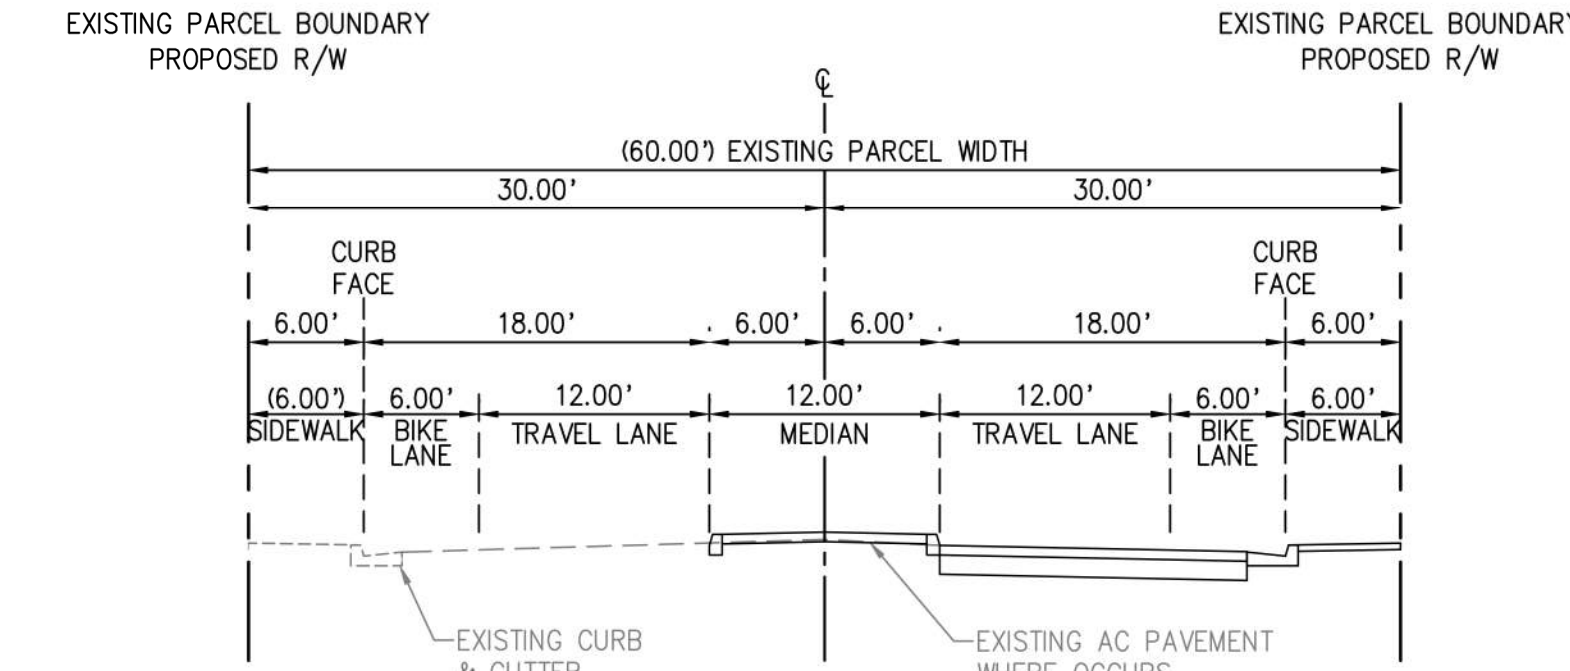 EXISTING PARCEL BOUNDARY
PROPOSED R/W
EXISTING PARCEL BOUNDARY
PROPOSED R/W
℄
(60.00') EXISTING PARCEL WIDTH
30.00'
30.00'
CURB
FACE
CURB
FACE
6.00'
18.00'
6.00'
6.00'
18.00'
6.00'
(6.00')
SIDEWALK
6.00'
BIKE
LANE
12.00'
TRAVEL LANE
12.00'
MEDIAN
12.00'
TRAVEL LANE
6.00'
BIKE
LANE
6.00'
SIDEWALK
EXISTING CURB
& GUTTER
EXISTING AC PAVEMENT
WHERE OCCURS